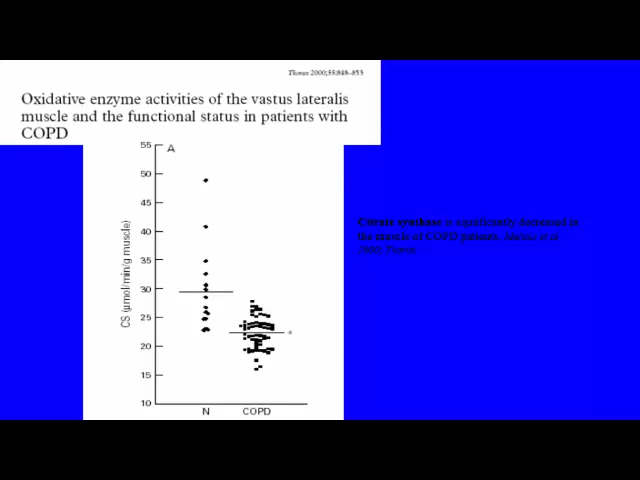 Thorax 2000;55:848–853
Oxidative enzyme activities of the vastus lateralis
muscle and the functional status in patients with
COPD
A
55
50
45
40
35
30
25
20
15
10
CS (μmol/min/g muscle)
*
N COPD
Citrate synthase is significantly decreased in
the muscle of COPD patients. et al
2000; Thorax